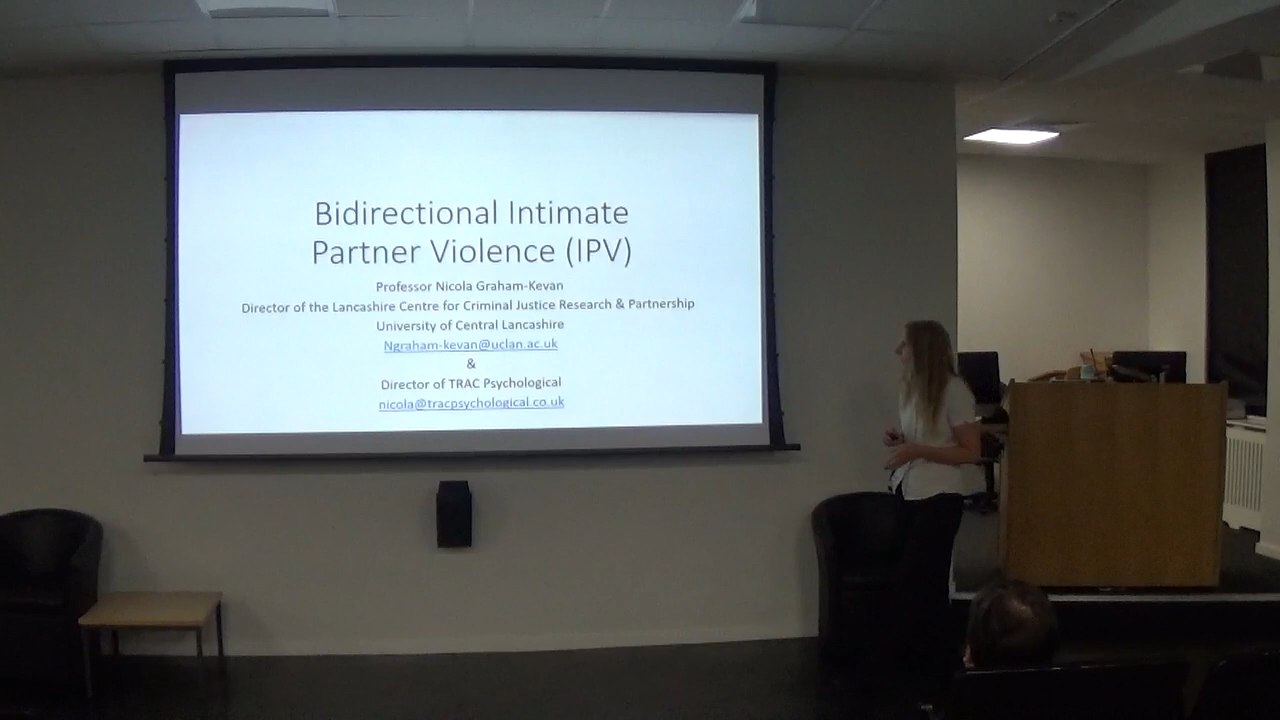 Bidirectional Intimate
Partner Violence (IPV)
Professor Nicola Graham-Kevan
Director of the Lancashire Centre for Criminal Justice Research & Partnership
University of Central Lancashire
Ngraham-kevan@uclan.ac.uk
&
Director of TRAC Psychological
nicola@tracpsychological.co.uk